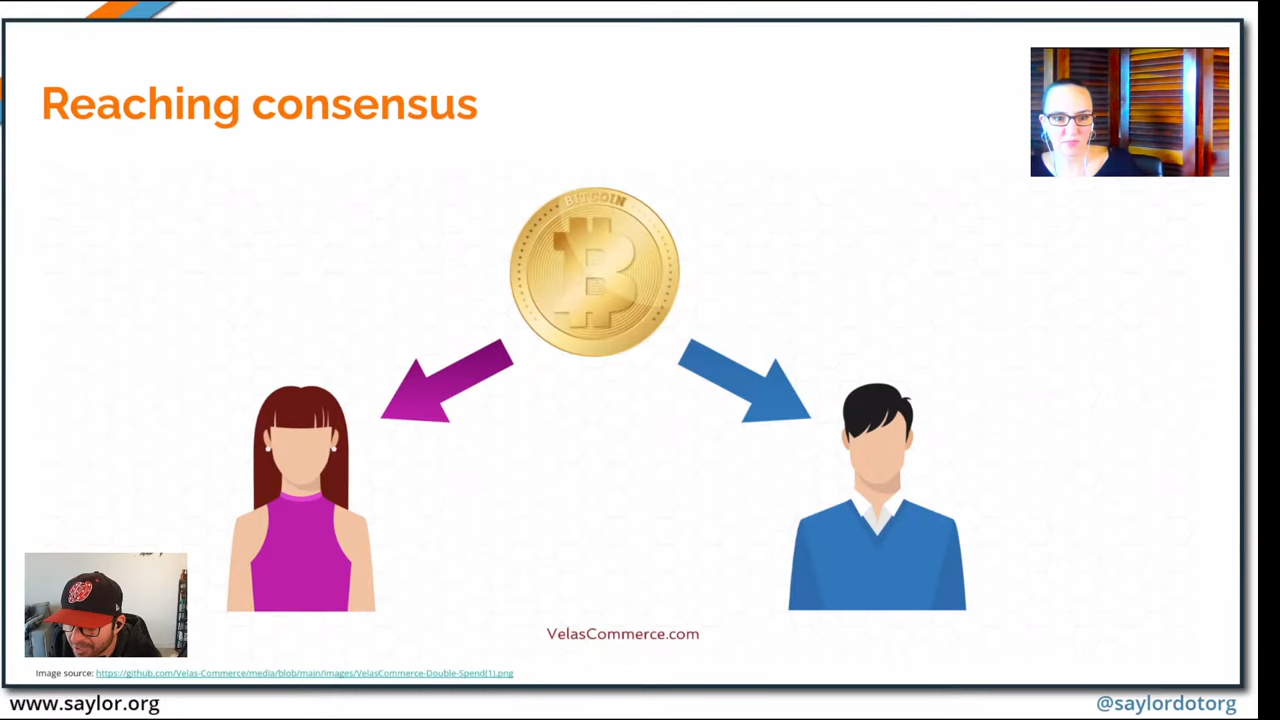 Reaching consensus
BITCOIN
VelasCommerce.com
Image source: https://github.com/Velas-Commerce/media/blob/main/images/VelasCommerce-Double-Spend(1).png
www.saylor.org
@saylordotorg